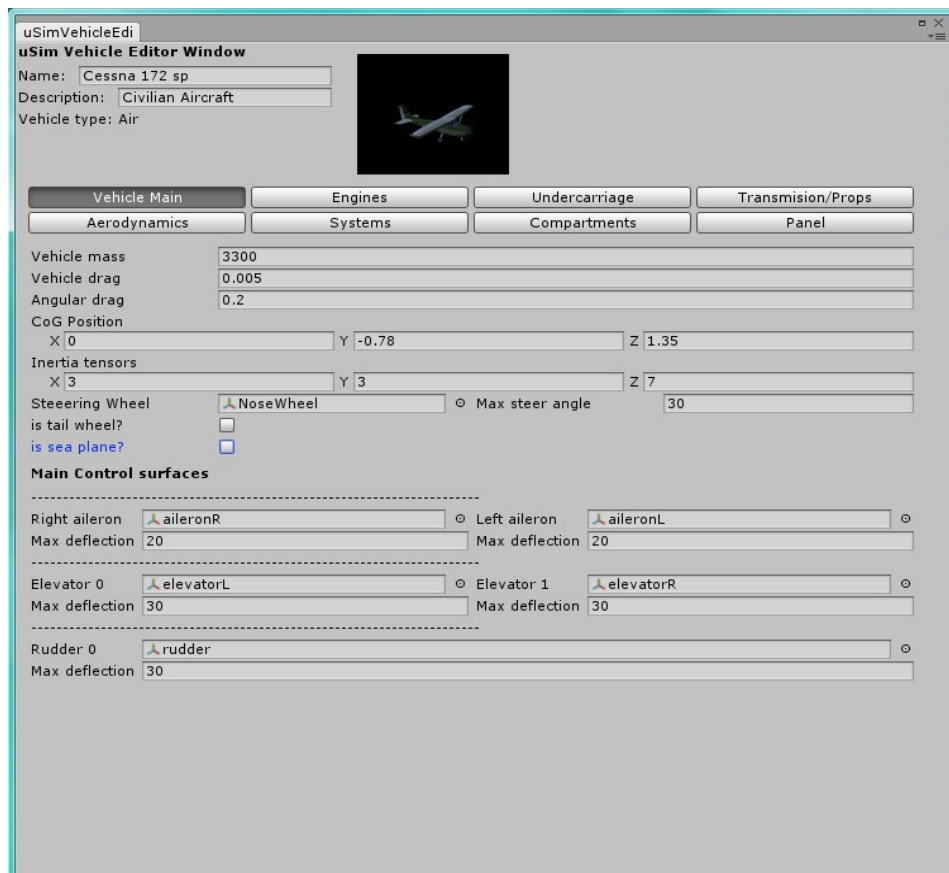 uSimVehicleEdi
uSim Vehicle Editor Window
Name: Cessna 172 sp
Description: Civilian Aircraft
Vehicle type: Air
Vehicle Main Engines Undercarriage Transmision/Props
Aerodynamics Systems Compartments Panel
Vehicle mass 3300
Vehicle drag 0.005
Angular drag 0.2
CoG Position
X 0 Y -0.78 Z 1.35
Inertia tensors
X 3 Y 3 Z 7
Steeering Wheel NoseWheel Max steer angle 30
is tail wheel?
is sea plane?
Main Control surfaces
Right aileron aileronR Left aileron aileronL
Max deflection 20 Max deflection 20
Elevator 0 elevatorL Elevator 1 elevatorR
Max deflection 30 Max deflection 30
Rudder 0 rudder
Max deflection 30